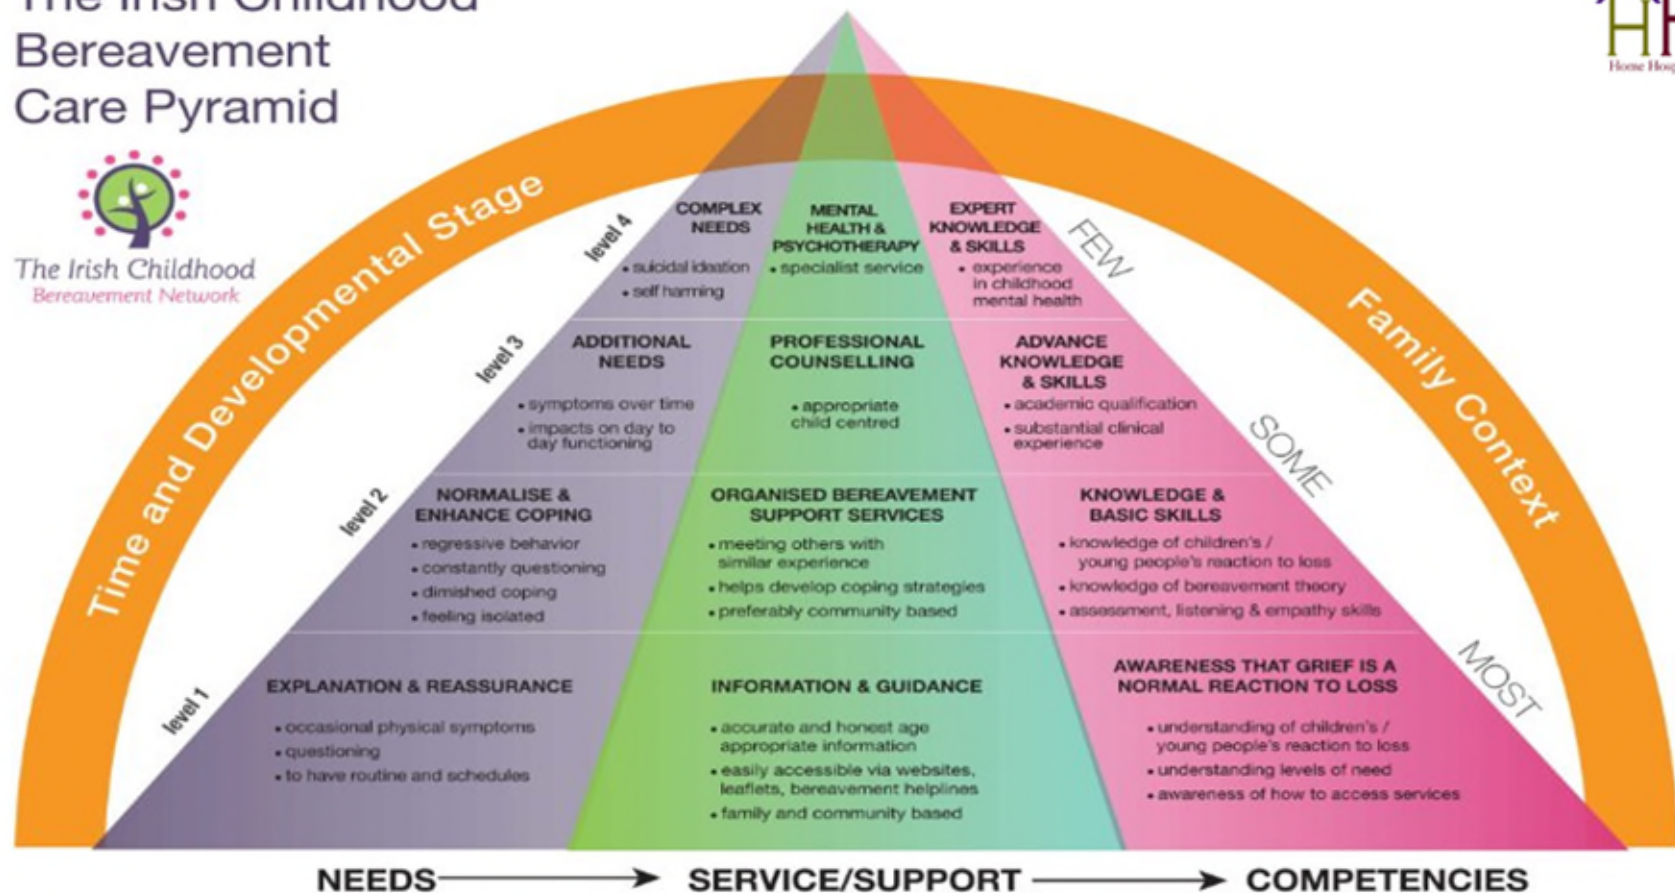 The Irish Childhood
Bereavement
Care Pyramid
The Irish Childhood
Bereavement Network
Time and Developmental Stage
Family Context
level 4
COMPLEX
NEEDS
• suicidal ideation
• self harming
MENTAL
HEALTH &
PSYCHOTHERAPY
• specialist service
EXPERT
KNOWLEDGE
& SKILLS
• experience
in childhood
mental health
FEW
level 3
ADDITIONAL
NEEDS
• symptoms over time
• impacts on day to
day functioning
PROFESSIONAL
COUNSELLING
• appropriate
child centred
ADVANCE
KNOWLEDGE
& SKILLS
• academic qualification
• substantial clinical
experience
SOME
level 2
NORMALISE &
ENHANCE COPING
• regressive behavior
• constantly questioning
• dimished coping
• feeling isolated
ORGANISED BEREAVEMENT
SUPPORT SERVICES
• meeting others with
similar experience
• helps develop coping strategies
• preferably community based
KNOWLEDGE &
BASIC SKILLS
• knowledge of children's /
young people's reaction to loss
• knowledge of bereavement theory
• assessment, listening & empathy skills
MOST
level 1
EXPLANATION & REASSURANCE
• occasional physical symptoms
• questioning
• to have routine and schedules
INFORMATION & GUIDANCE
• accurate and honest age
appropriate information
• easily accessible via websites,
leaflets, bereavement helplines
• family and community based
AWARENESS THAT GRIEF IS A
NORMAL REACTION TO LOSS
• understanding of children's /
young people's reaction to loss
• understanding levels of need
• awareness of how to access services
NEEDS
SERVICE/SUPPORT
COMPETENCIES
Home